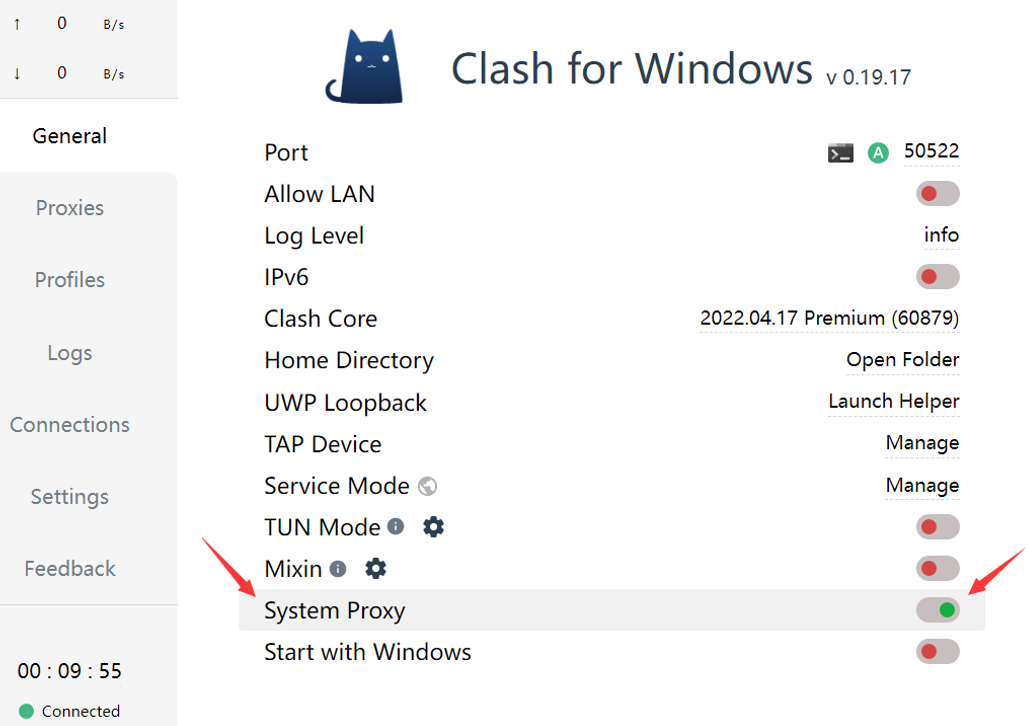 ↑ 0 B/s
↓ 0 B/s
General
Proxies
Profiles
Logs
Connections
Settings
Feedback
00 : 09 : 55
Connected
Clash for Windows v 0.19.17
Port A 50522
Allow LAN
Log Level info
IPv6
Clash Core 2022.04.17 Premium (60879)
Home Directory Open Folder
UWP Loopback Launch Helper
TAP Device Manage
Service Mode Manage
TUN Mode
Mixin
System Proxy
Start with Windows